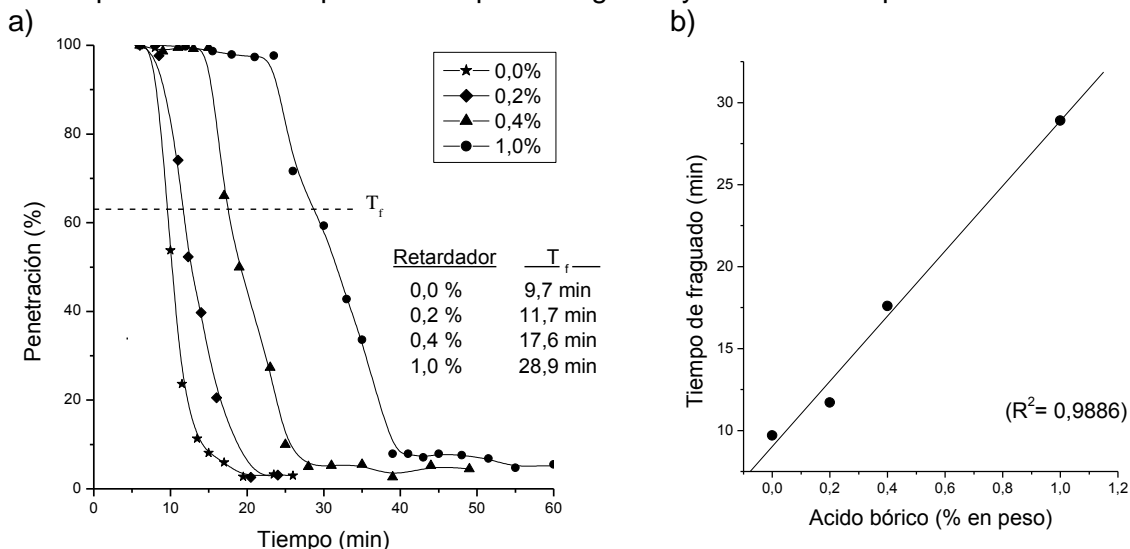 a)
100
80
60
40
20
0
Penetración (%)
0 10 20 30 40 50 60
Tiempo (min)
0,0%
0,2%
0,4%
1,0%
T_f
Retardador T_f
0,0 % 9,7 min
0,2 % 11,7 min
0,4 % 17,6 min
1,0 % 28,9 min
b)
30
25
20
15
10
Tiempo de fraguado (min)
(R²= 0,9886)
0,0 0,2 0,4 0,6 0,8 1,0 1,2
Acido bórico (% en peso)